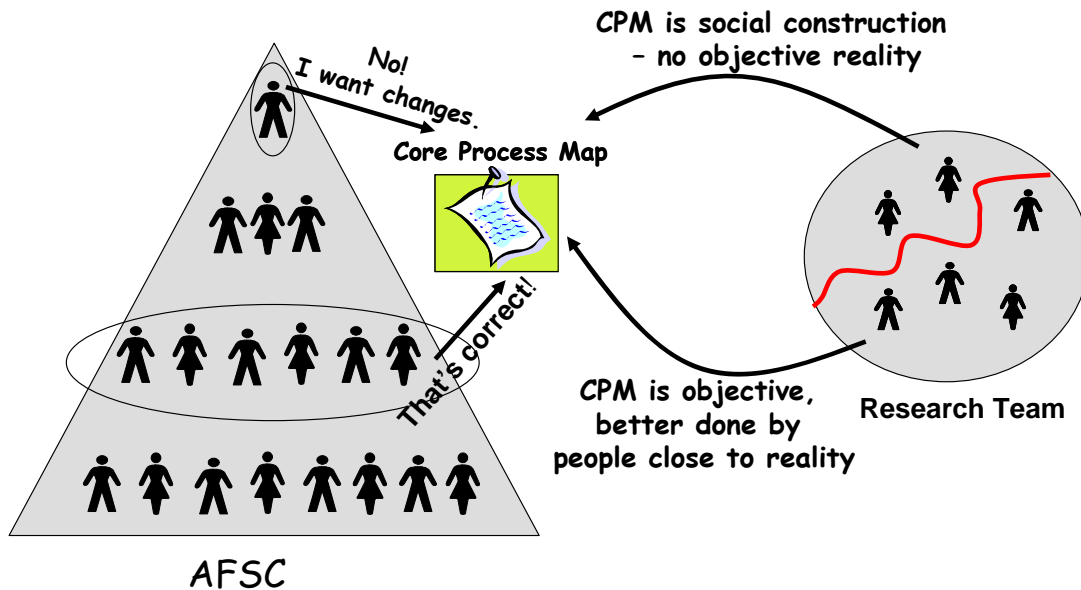 No!
I want changes.
CPM is social construction
– no objective reality
Core Process Map
That's correct!
CPM is objective,
better done by
people close to reality
Research Team
AFSC